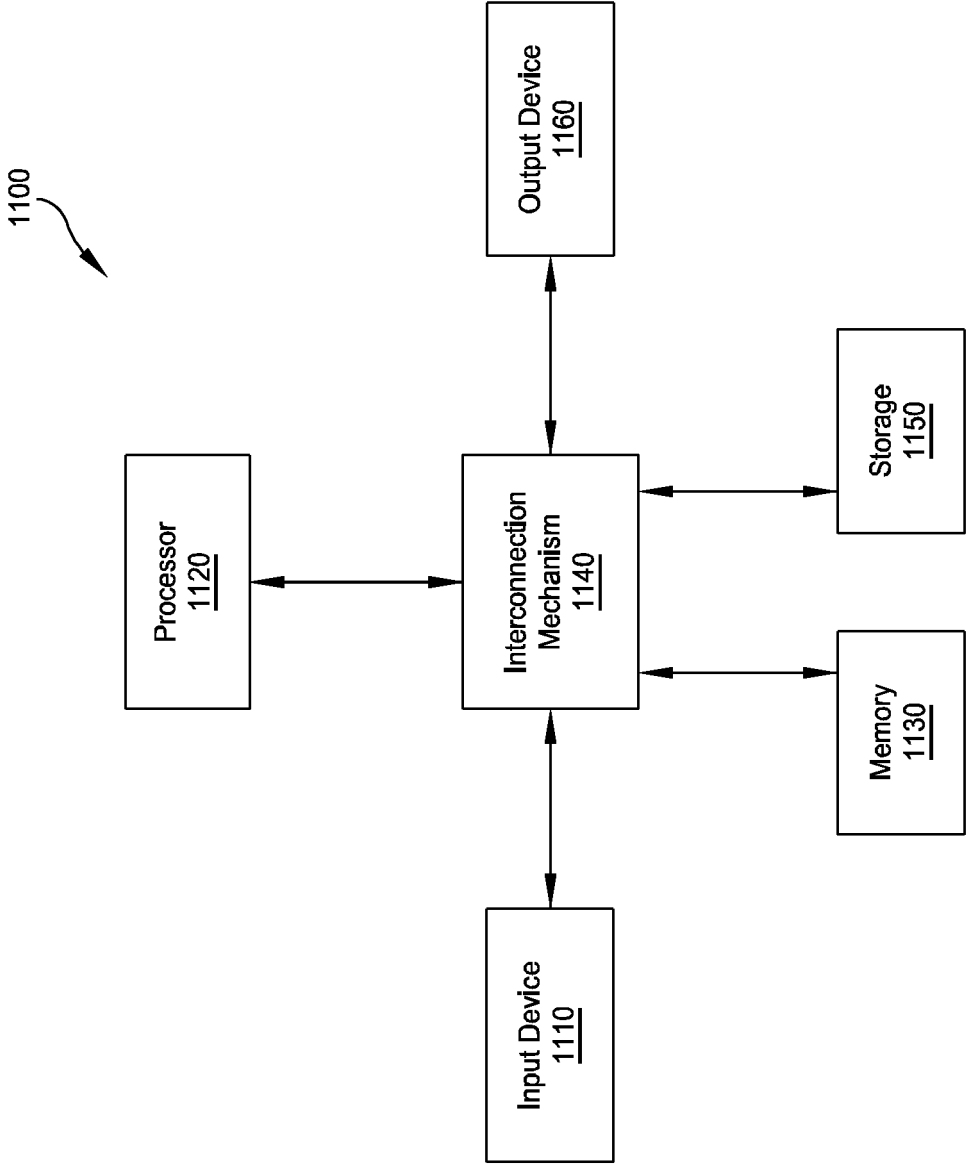 1100
Processor
1120
Input Device
1110
Interconnection
Mechanism
1140
Output Device
1160
Memory
1130
Storage
1150